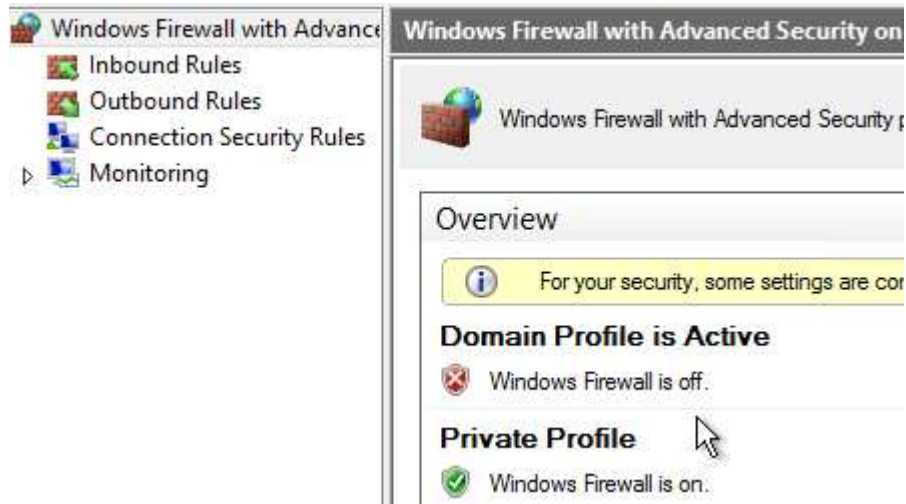 Windows Firewall with Advance
Inbound Rules
Outbound Rules
Connection Security Rules
Monitoring
Windows Firewall with Advanced Security on
Windows Firewall with Advanced Security p
Overview
For your security, some settings are con
Domain Profile is Active
Windows Firewall is off.
Private Profile
Windows Firewall is on.